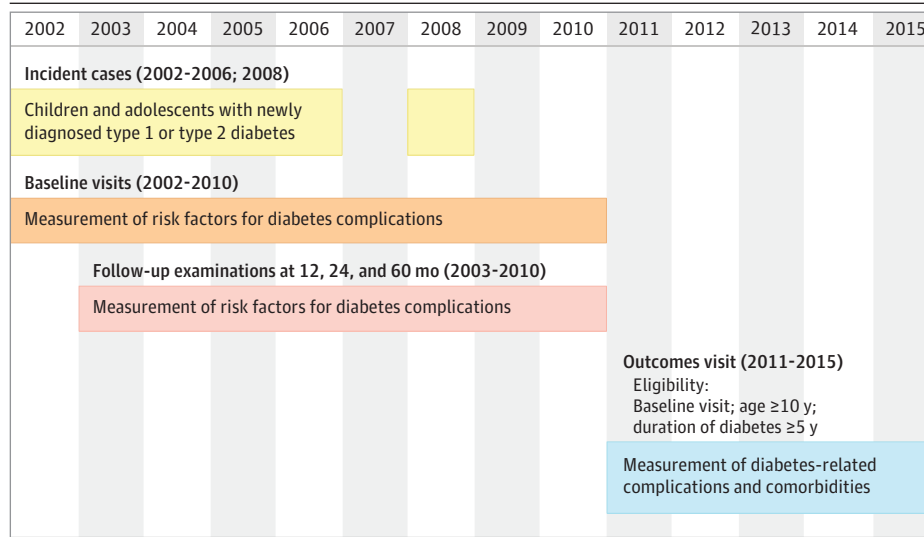 2002 2003 2004 2005 2006 2007 2008 2009 2010 2011 2012 2013 2014 2015
Incident cases (2002-2006; 2008)
Children and adolescents with newly
diagnosed type 1 or type 2 diabetes
Baseline visits (2002-2010)
Measurement of risk factors for diabetes complications
Follow-up examinations at 12, 24, and 60 mo (2003-2010)
Measurement of risk factors for diabetes complications
Outcomes visit (2011-2015)
Eligibility:
Baseline visit; age ≥10 y;
duration of diabetes ≥5 y
Measurement of diabetes-related
complications and comorbidities